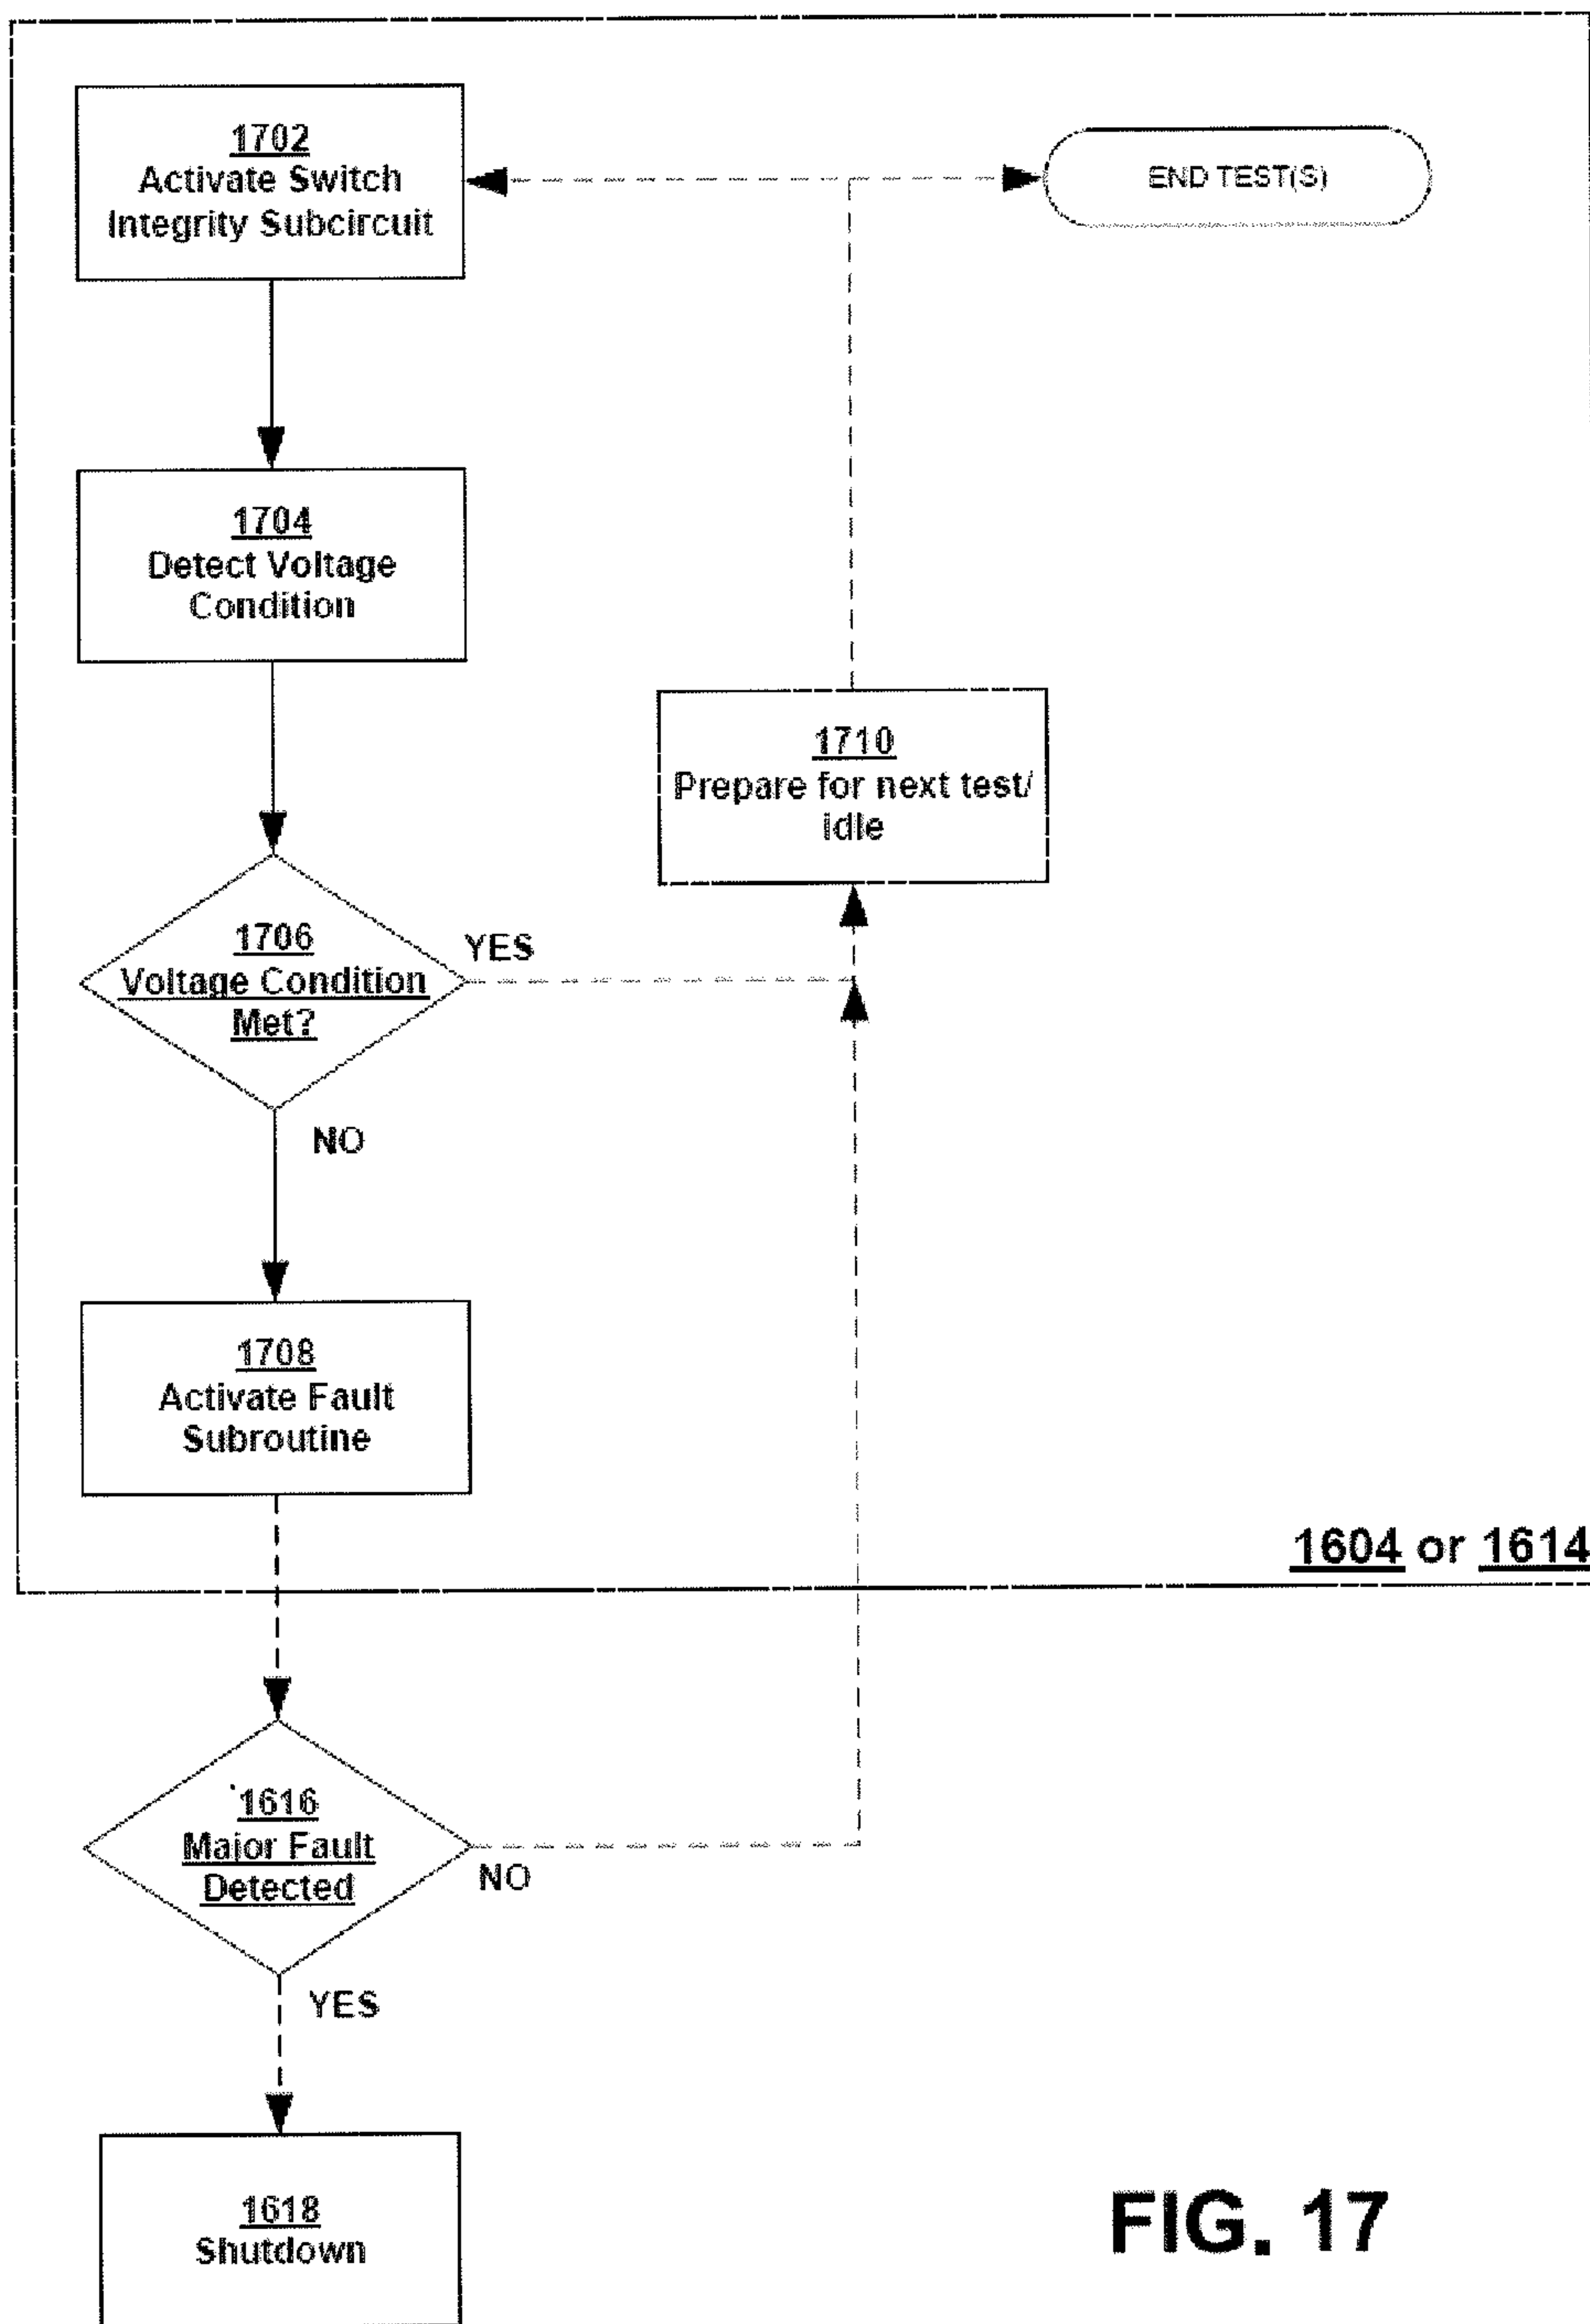 1702
Activate Switch
Integrity Subcircuit
END TEST(S)
1704
Detect Voltage
Condition
1710
Prepare for next test/
idle
1706
Voltage Condition
Met?
YES
NO
1708
Activate Fault
Subroutine
1604 or 1614
1616
Major Fault
Detected
NO
YES
1618
Shutdown
FIG. 17